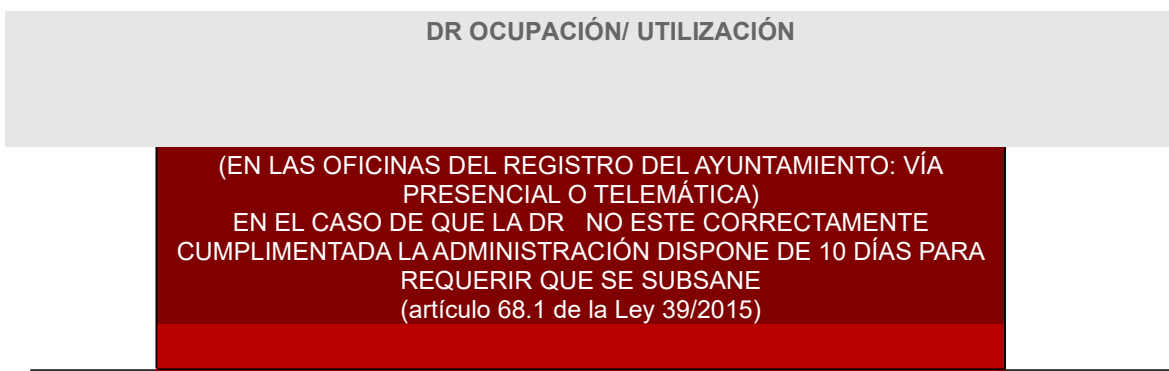 DR OCUPACIÓN/ UTILIZACIÓN
(EN LAS OFICINAS DEL REGISTRO DEL AYUNTAMIENTO: VÍA
PRESENCIAL O TELEMÁTICA)
EN EL CASO DE QUE LA DR NO ESTE CORRECTAMENTE
CUMPLIMENTADA LA ADMINISTRACIÓN DISPONE DE 10 DÍAS PARA
REQUERIR QUE SE SUBSANE
(artículo 68.1 de la Ley 39/2015)